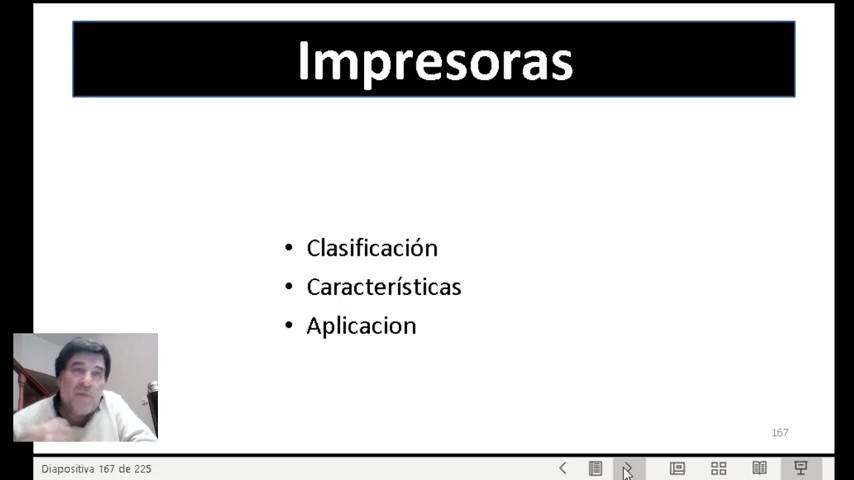 Impresoras
• Clasificación
• Características
• Aplicacion
167
Diapositiva 167 de 225